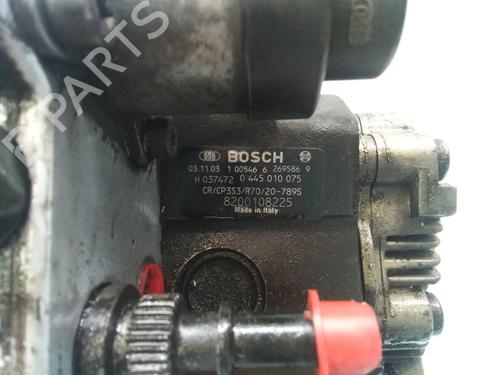 B-PARTS
BOSCH
03.11.03 1 00546 6 269586 9
H 037472 0 445 010 075
CR/CP3S3/R70/20-789S
8200108225
Made in Italy